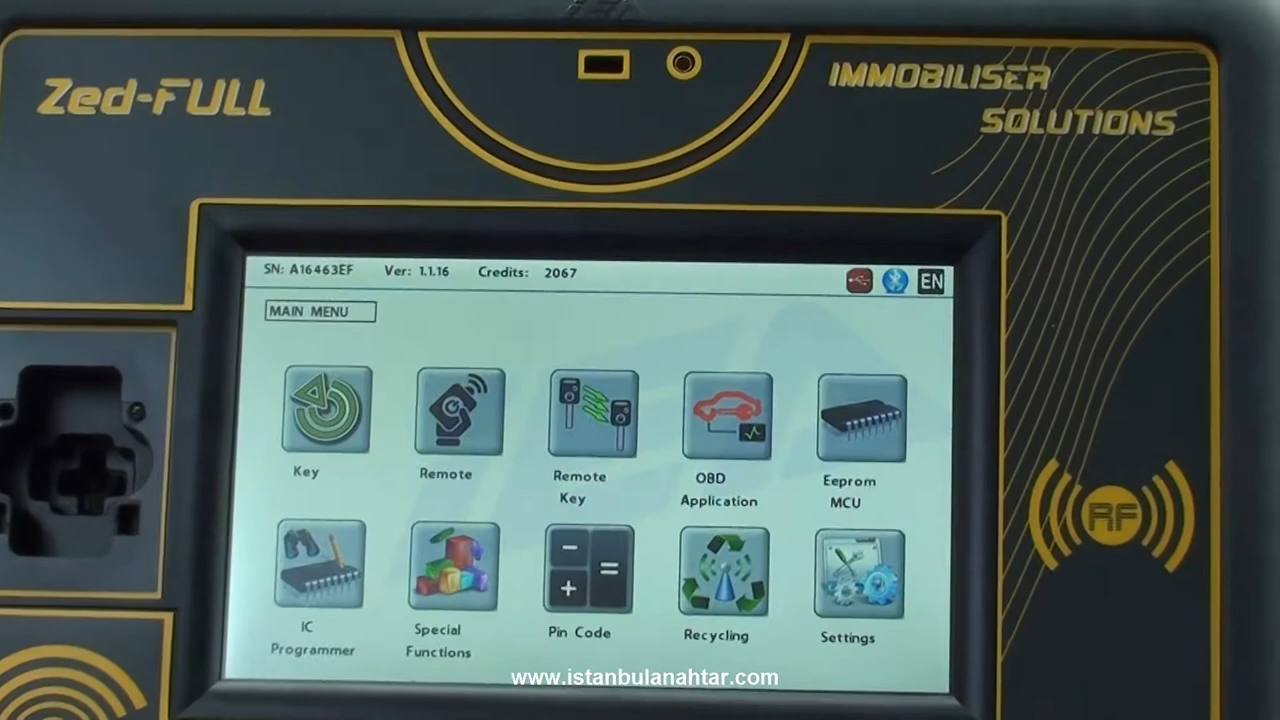 Zed-FULL
IMMOBILISER
SOLUTIONS
SN: A16463EF Ver: 1.1.16 Credits: 2067 EN
MAIN MENU
Key
Remote
Remote
Key
OBD
Application
Eeprom
MCU
IC
Programmer
Special
Functions
Pin Code
Recycling
Settings
RF
www.istanbulanahtar.com